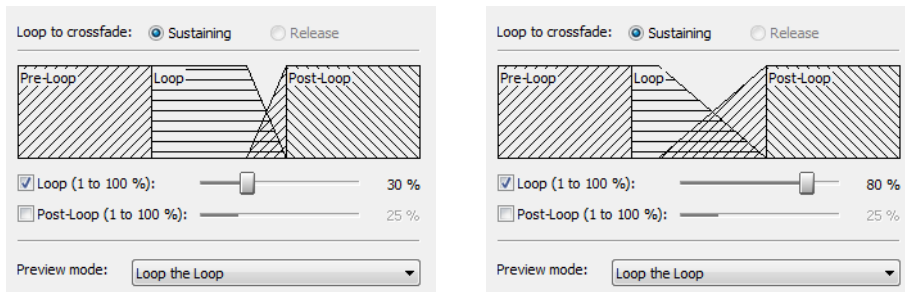 Loop to crossfade: Sustaining Release
Pre-Loop Loop Post-Loop
Loop (1 to 100 %): 30 %
Post-Loop (1 to 100 %): 25 %
Preview mode: Loop the Loop
Loop to crossfade: Sustaining Release
Pre-Loop Loop Post-Loop
Loop (1 to 100 %): 80 %
Post-Loop (1 to 100 %): 25 %
Preview mode: Loop the Loop